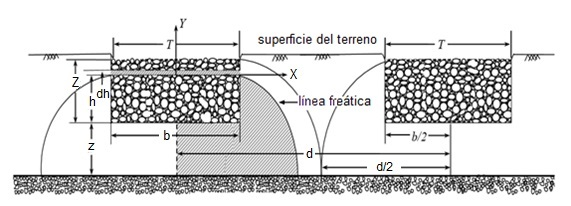 Y
T
superficie del terreno
T
X
Z
dh
h
línea freática
b
b/2
d
z
d/2